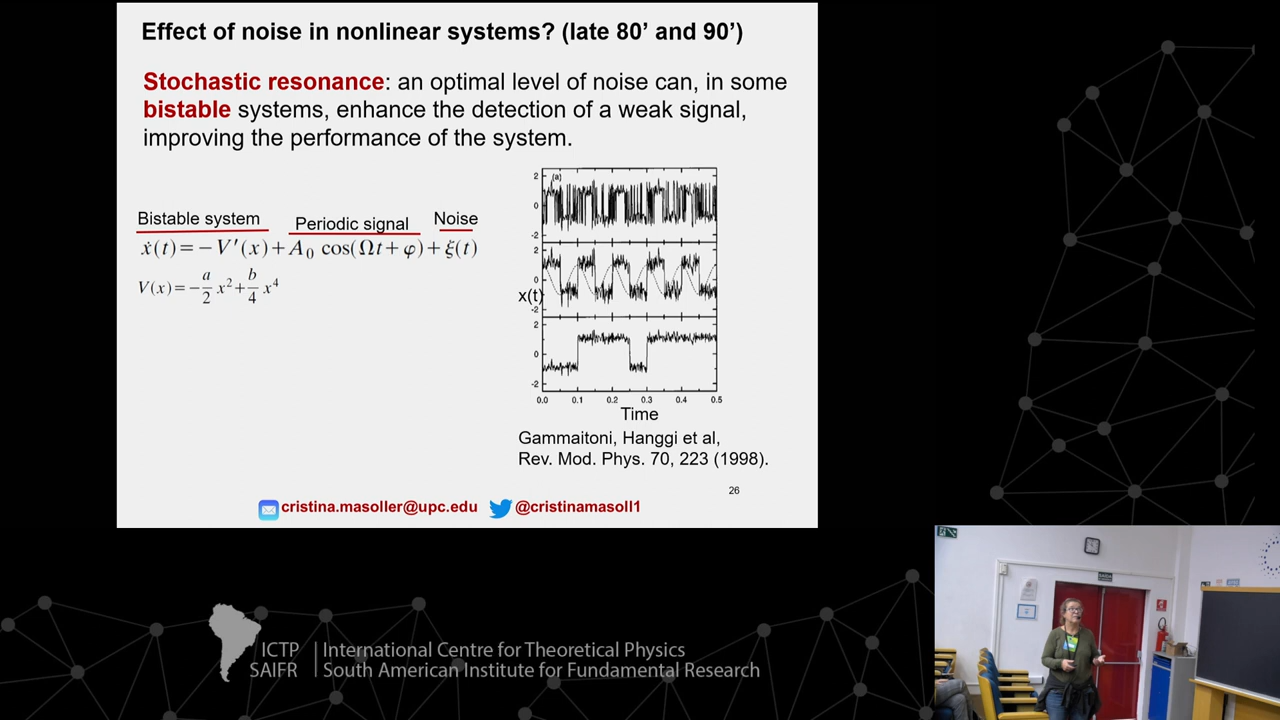 Effect of noise in nonlinear systems? (late 80’ and 90’)
Stochastic resonance: an optimal level of noise can, in some
bistable systems, enhance the detection of a weak signal,
improving the performance of the system.
Bistable system Periodic signal Noise
ẋ(t)=−V′(x)+A₀ cos(Ωt+φ)+ξ(t)
V(x)=−a/2 x²+b/4 x⁴
(a)
2
0
-2
2
0
x(t)
-2
2
0
-2
0.0 0.1 0.2 0.3 0.4 0.5
Time
Gammaitoni, Hanggi et al,
Rev. Mod. Phys. 70, 223 (1998).
26
cristina.masoller@upc.edu @cristinamasoll1
ICTP International Centre for Theoretical Physics
SAIFR South American Institute for Fundamental Research